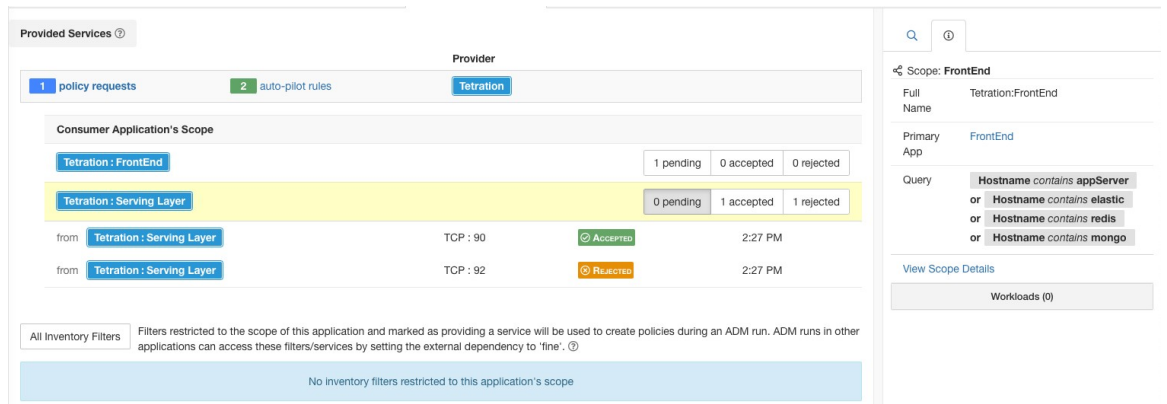 Provided Services
Provider
1 policy requests 2 auto-pilot rules Tetration
Consumer Application's Scope
Tetration : FrontEnd 1 pending 0 accepted 0 rejected
Tetration : Serving Layer 0 pending 1 accepted 1 rejected
from Tetration : Serving Layer TCP : 90 ACCEPTED 2:27 PM
from Tetration : Serving Layer TCP : 92 REJECTED 2:27 PM
All Inventory Filters
Filters restricted to the scope of this application and marked as providing a service will be used to create policies during an ADM run. ADM runs in other
applications can access these filters/services by setting the external dependency to 'fine'.
No inventory filters restricted to this application's scope
Scope: FrontEnd
Full Tetration:FrontEnd
Name
Primary FrontEnd
App
Query Hostname contains appServer
or Hostname contains elastic
or Hostname contains redis
or Hostname contains mongo
View Scope Details
Workloads (0)